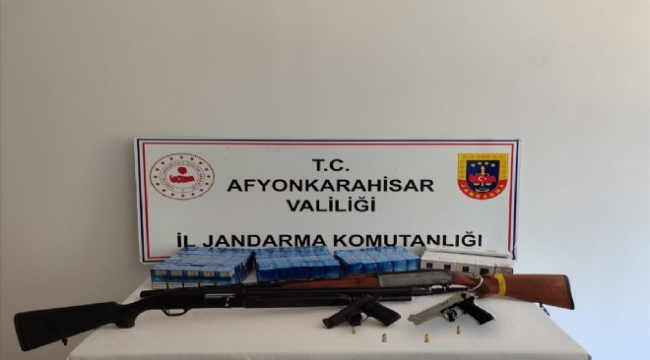 T.C.
AFYONKARAHİSAR
VALİLİĞİ
İL JANDARMA KOMUTANLIĞI